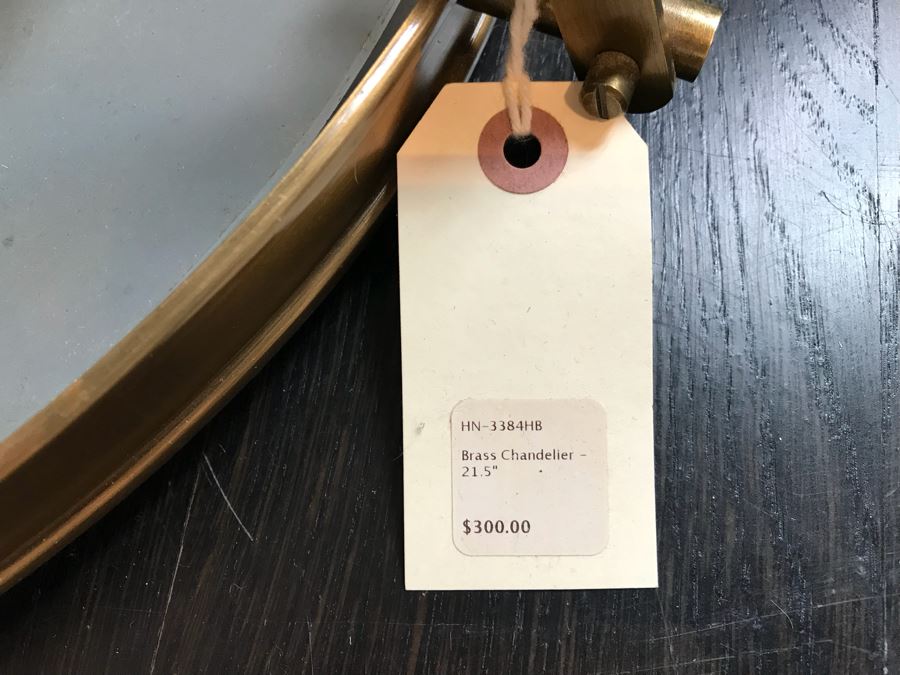 HN-3384HB
Brass Chandelier -
21.5"
$300.00